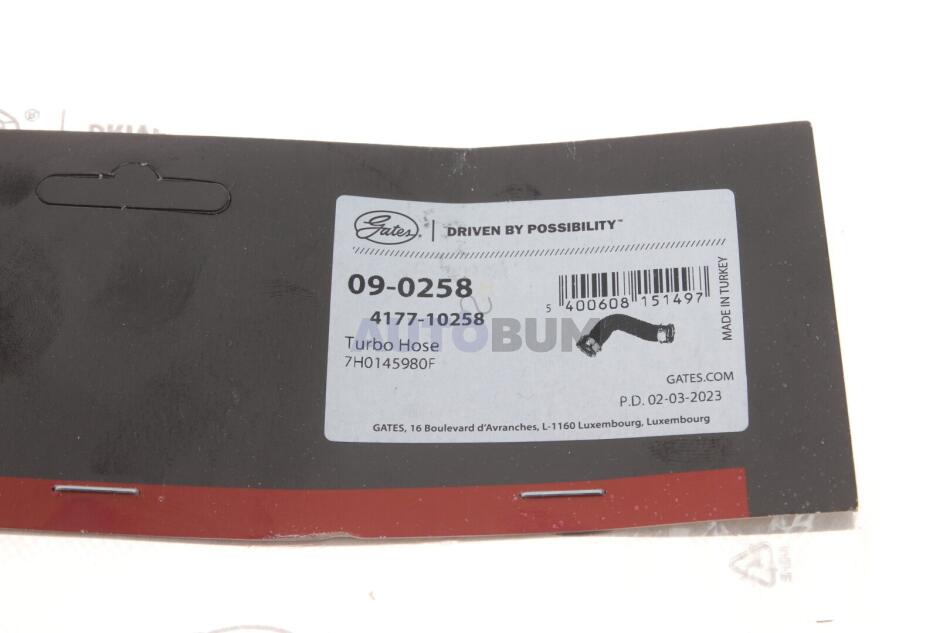 Gates® | DRIVEN BY POSSIBILITY™
09-0258
4177-10258
Turbo Hose
7H0145980F
5 400608 151497
MADE IN TURKEY
AUTOBUM
GATES.COM
P.D. 02-03-2023
GATES, 16 Boulevard d'Avranches, L-1160 Luxembourg, Luxembourg